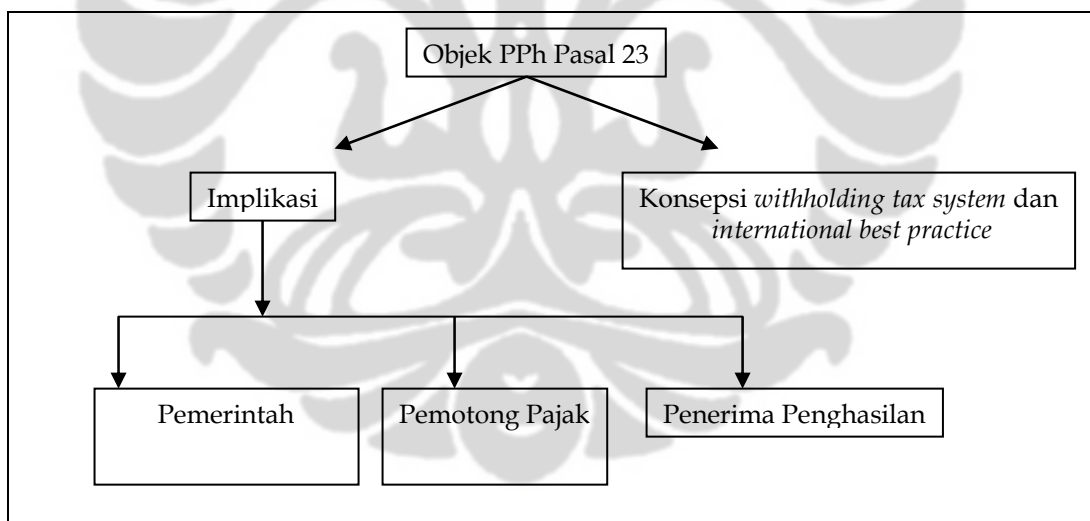 Objek PPh Pasal 23
Implikasi
Konsepsi withholding tax system dan
international best practice
Pemerintah
Pemotong Pajak
Penerima Penghasilan